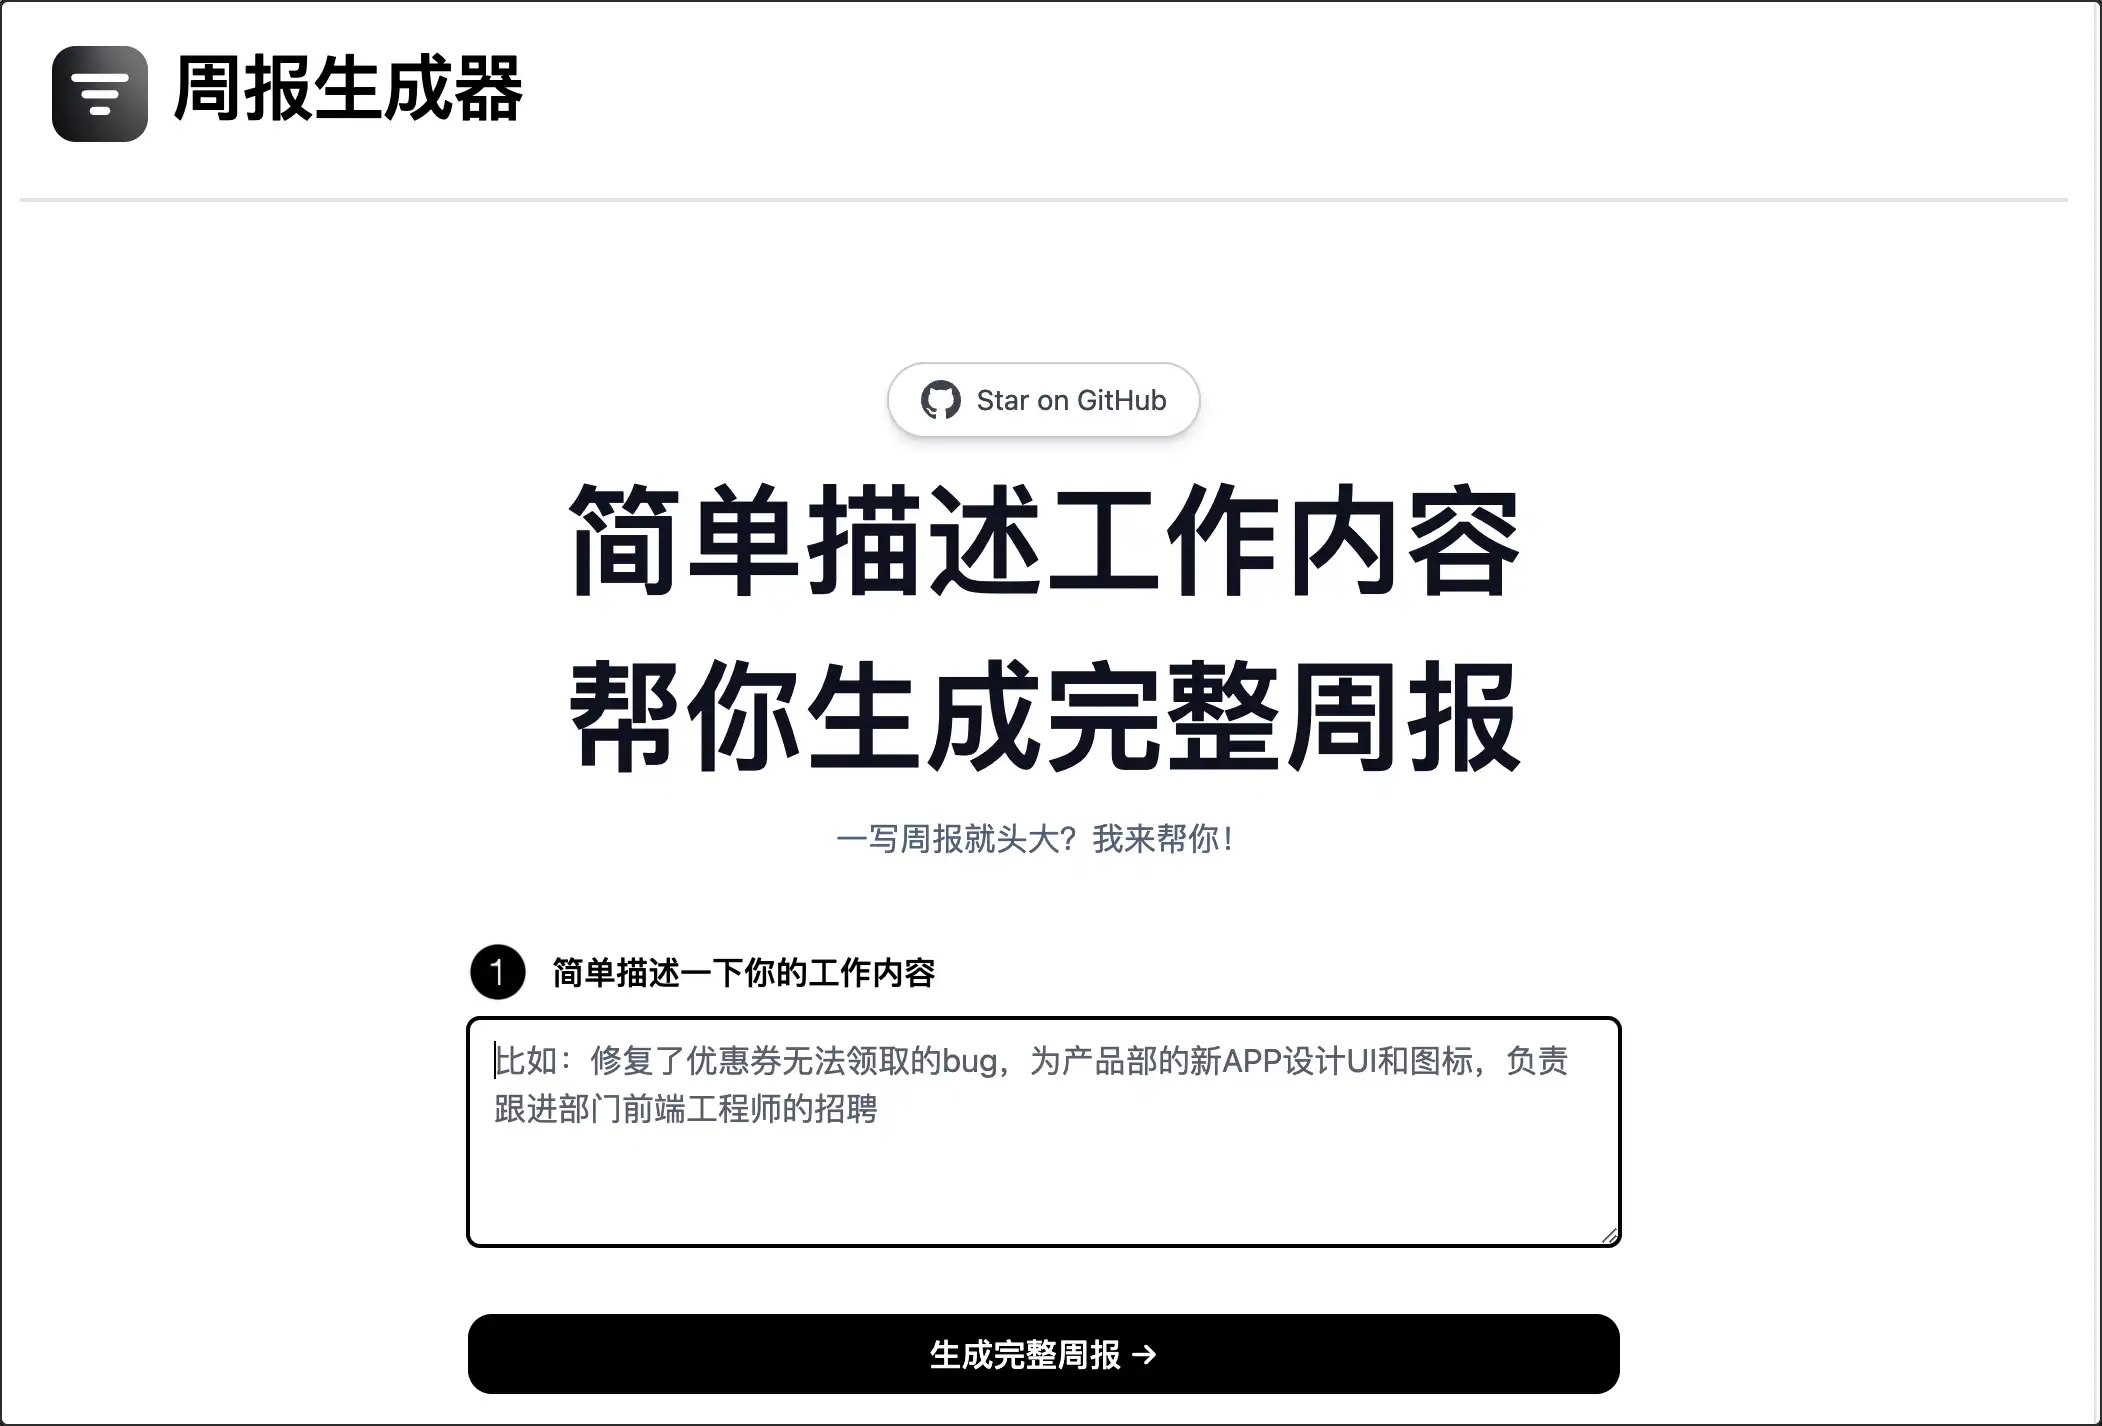 周报生成器
Star on GitHub
简单描述工作内容
帮你生成完整周报
一写周报就头大？我来帮你！
1 简单描述一下你的工作内容
比如：修复了优惠券无法领取的bug，为产品部的新APP设计UI和图标，负责
跟进部门前端工程师的招聘
生成完整周报 →